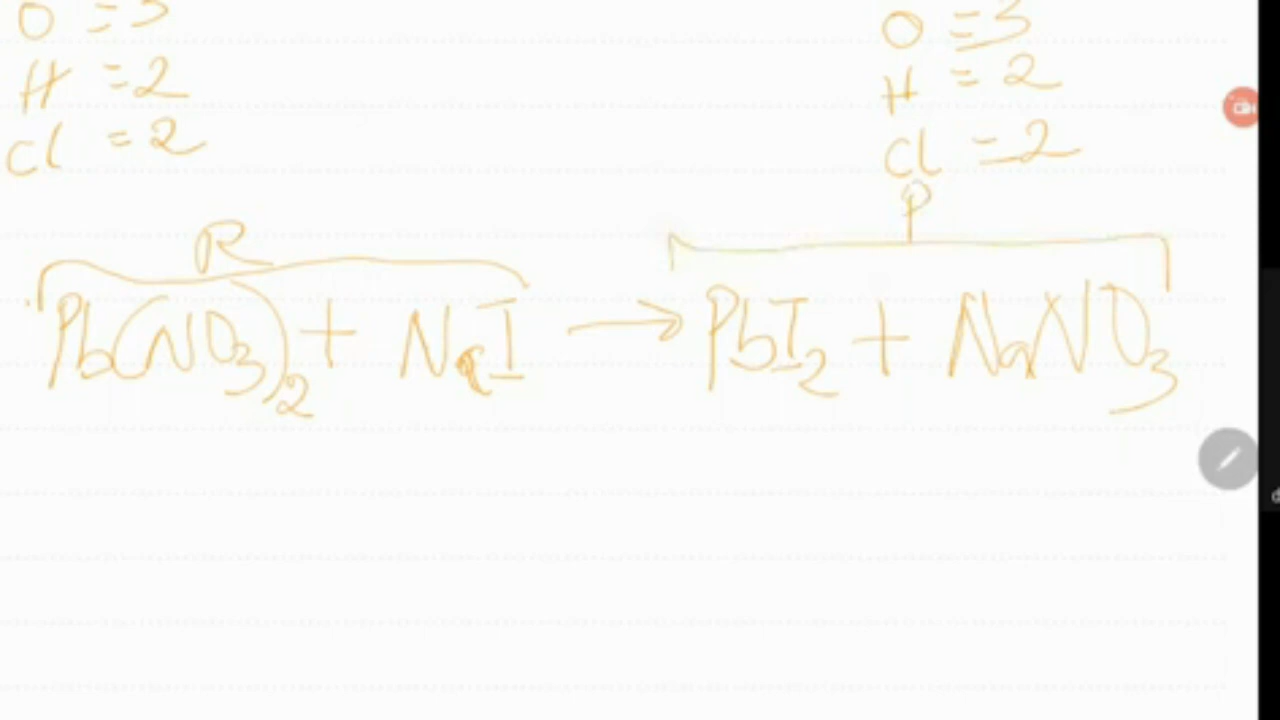 O = 3 O = 3
H = 2 H = 2
Cl = 2 Cl = 2
R P
Pb(NO3)2 + NaI → PbI2 + NaNO3